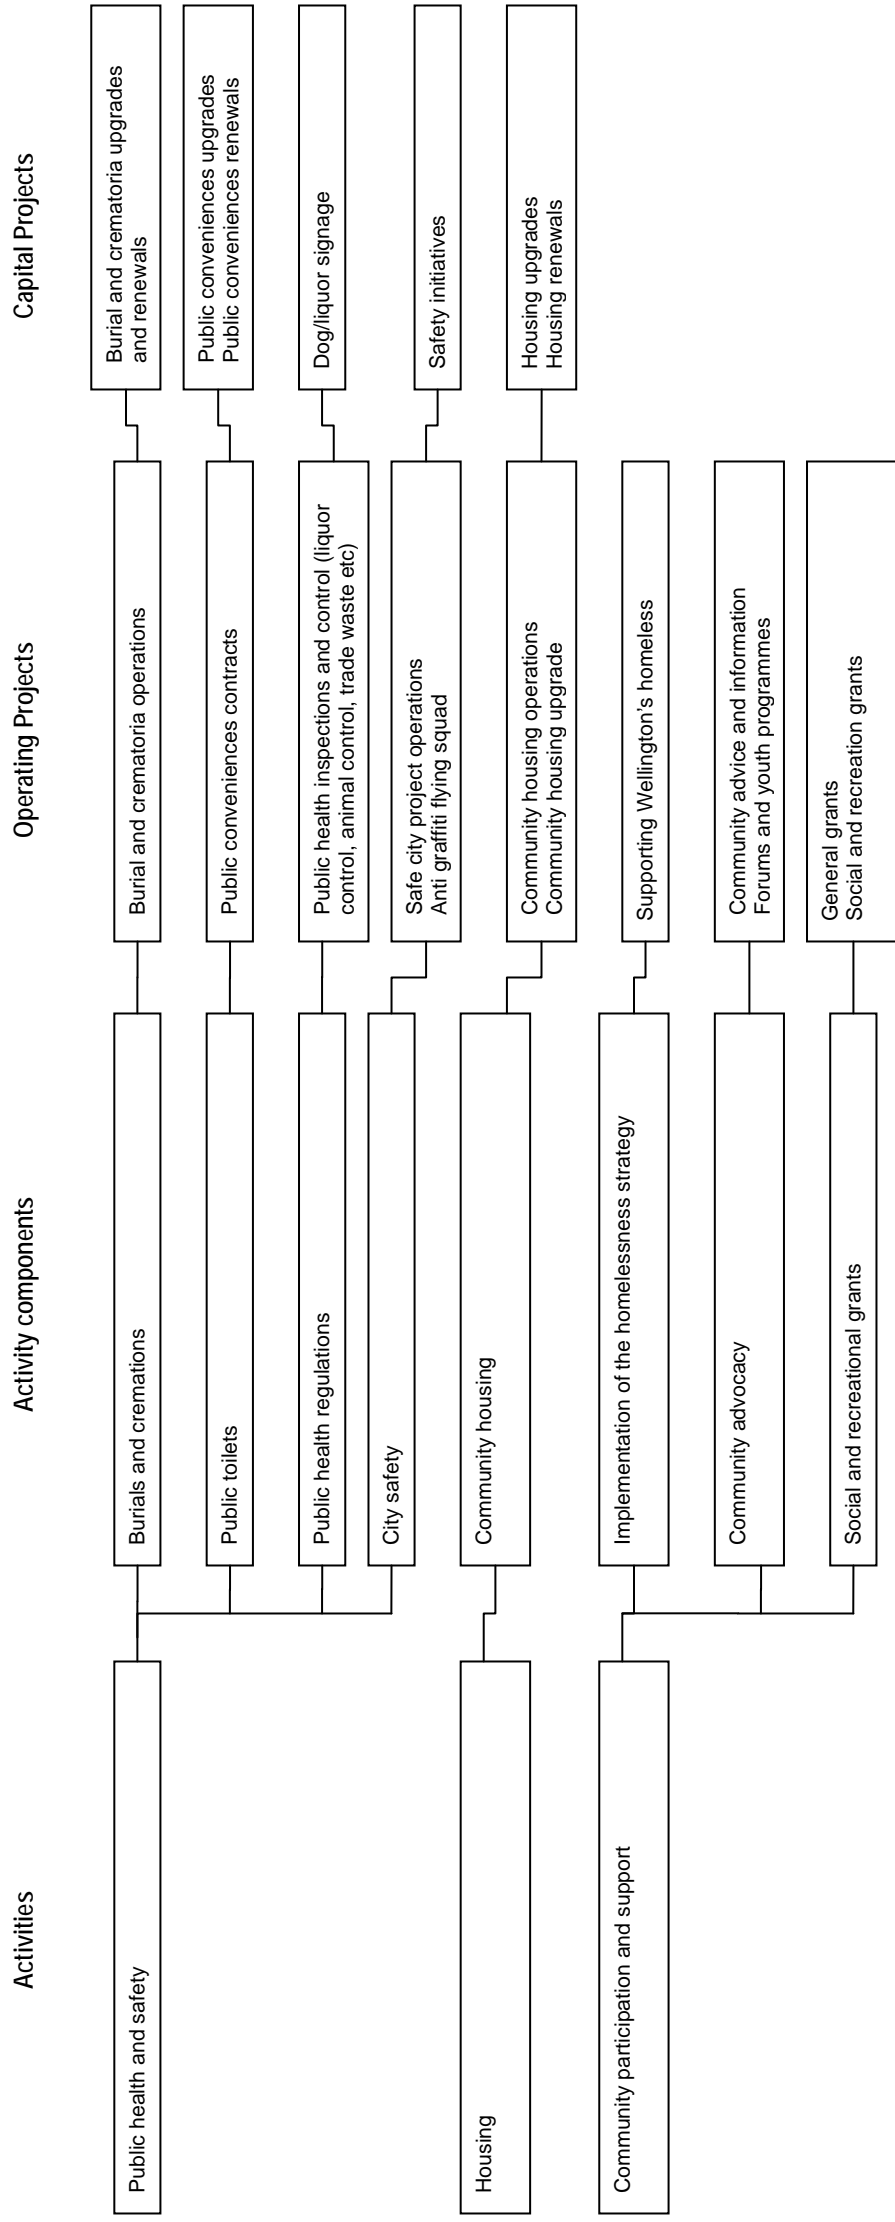 Activities
Activity components
Operating Projects
Capital Projects
Public health and safety
Burials and cremations
Burial and crematoria operations
Burial and crematoria upgrades
and renewals
Public toilets
Public conveniences contracts
Public conveniences upgrades
Public conveniences renewals
Public health regulations
Public health inspections and control (liquor
control, animal control, trade waste etc)
Dog/liquor signage
City safety
Safe city project operations
Anti graffiti flying squad
Safety initiatives
Housing
Community housing
Community housing operations
Community housing upgrade
Housing upgrades
Housing renewals
Community participation and support
Implementation of the homelessness strategy
Supporting Wellington's homeless
Community advocacy
Community advice and information
Forums and youth programmes
Social and recreational grants
General grants
Social and recreation grants